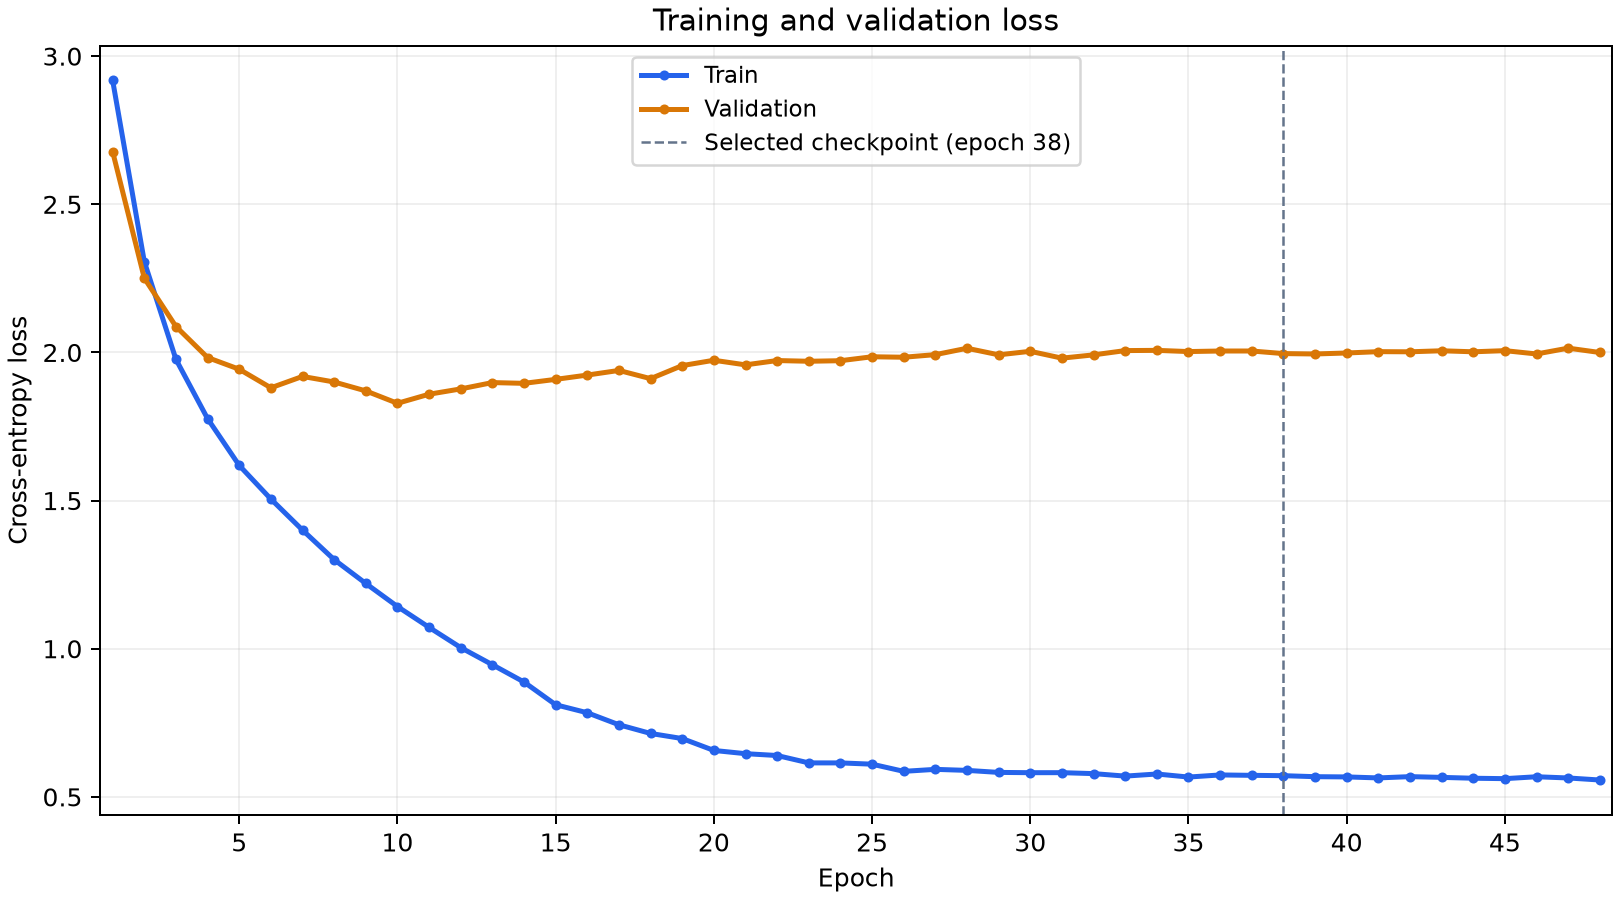 Training and validation loss
Train
Validation
Selected checkpoint (epoch 38)
Cross-entropy loss
3.0
2.5
2.0
1.5
1.0
0.5
5 10 15 20 25 30 35 40 45
Epoch